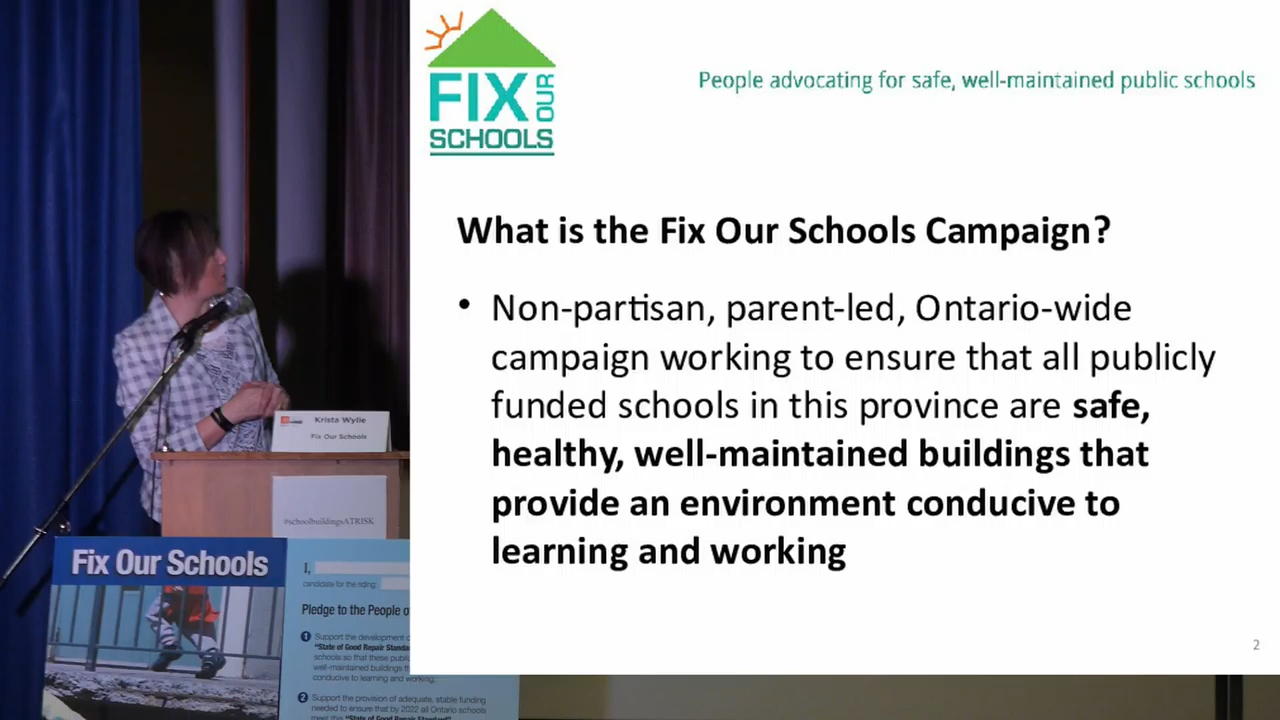 FIX OUR
SCHOOLS
People advocating for safe, well-maintained public schools
What is the Fix Our Schools Campaign?
• Non-partisan, parent-led, Ontario-wide
campaign working to ensure that all publicly
funded schools in this province are safe,
healthy, well-maintained buildings that
provide an environment conducive to
learning and working
2
Krista Wylie
Fix Our Schools
#schoolbuildingsATRISK
Fix Our Schools
I,
candidate for the riding
Pledge to the People o
1 Support the development o
"State of Good Repair Standa
schools so that these publi
well-maintained buildings th
conducive to learning and working;
2 Support the provision of adequate, stable funding
needed to ensure that by 2022 all Ontario schools
meet this "State of Good Repair Standard"